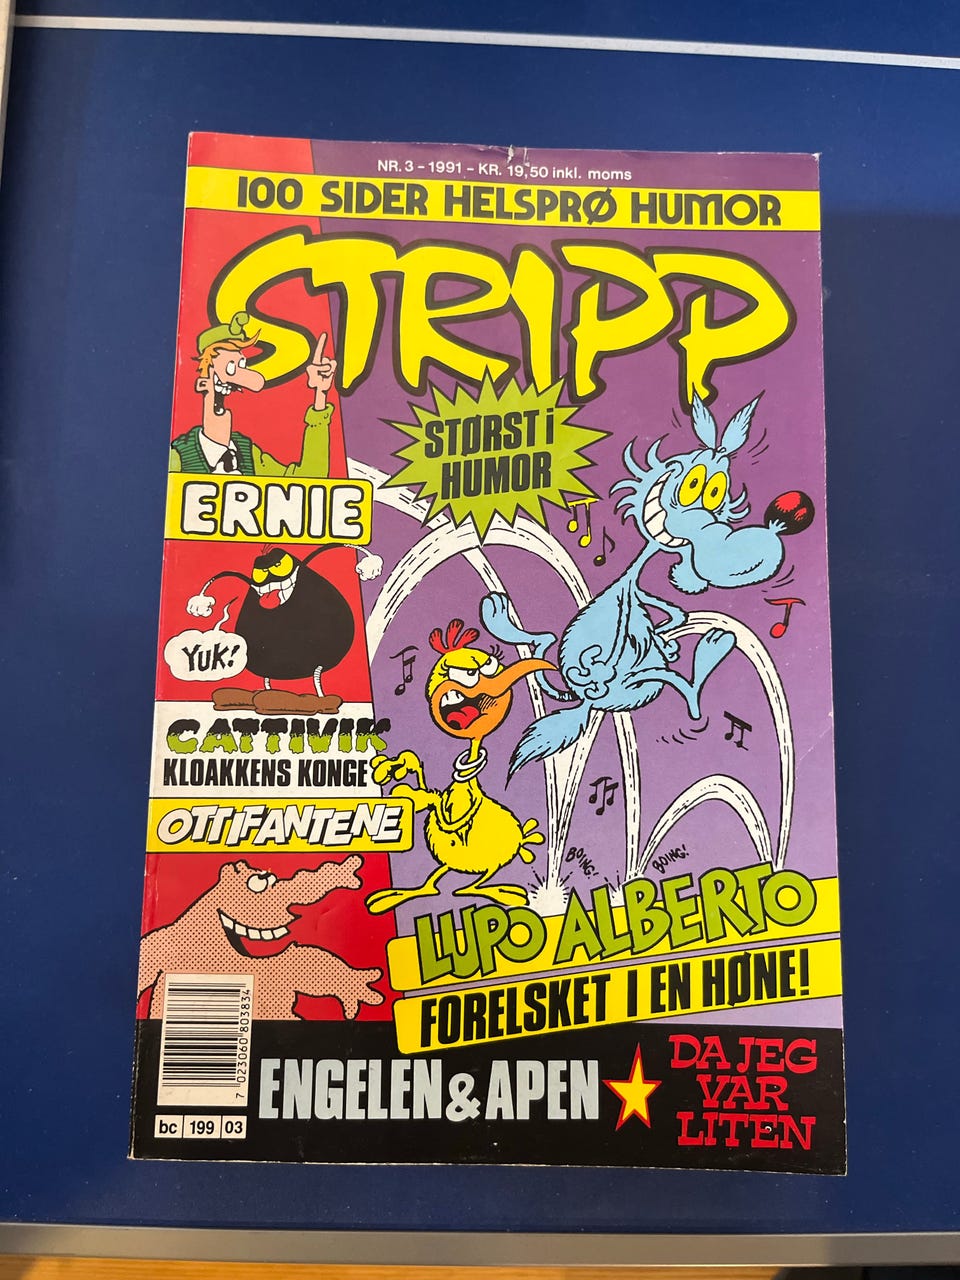 NR. 3 – 1991 – KR. 19,50 inkl. moms
100 SIDER HELSPRØ HUMOR
STRIPP
STØRST i
HUMOR
ERNIE
YUK!
CATTIVIK
KLOAKKENS KONGE
OTTIFANTENE
BOING!
BOING!
LUPO ALBERTO
FORELSKET I EN HØNE!
7 023060 803834
bc 199 03
ENGELEN & APEN
DA JEG
VAR
LITEN